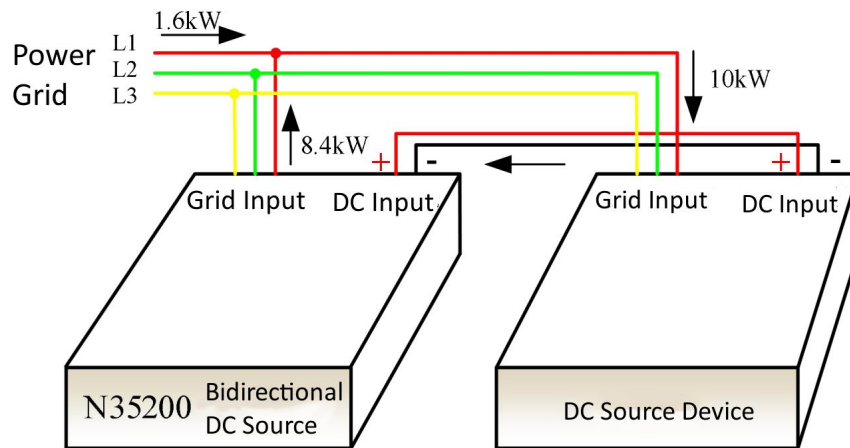 1.6kW
Power
Grid
L1
L2
L3
10kW
8.4kW
+
-
+
-
Grid Input
DC Input
Grid Input
DC Input
N35200
Bidirectional
DC Source
DC Source Device